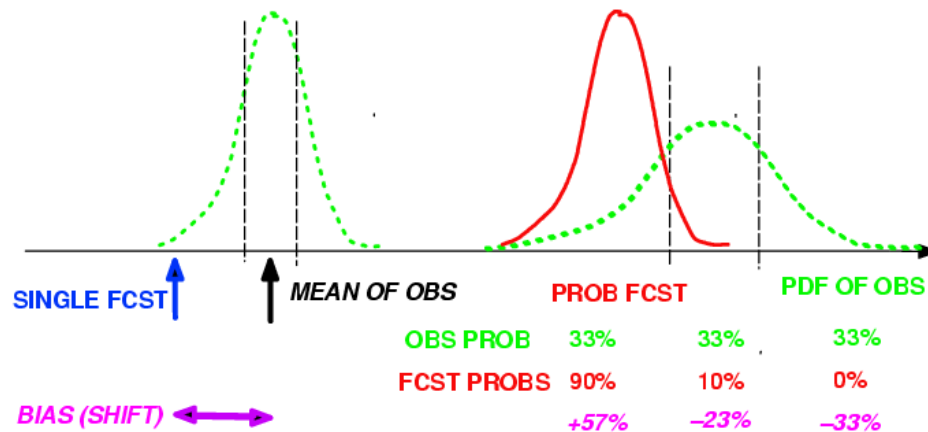 SINGLE FCST
MEAN OF OBS
PROB FCST
PDF OF OBS
OBS PROB 33% 33% 33%
FCST PROBS 90% 10% 0%
BIAS (SHIFT) +57% –23% –33%